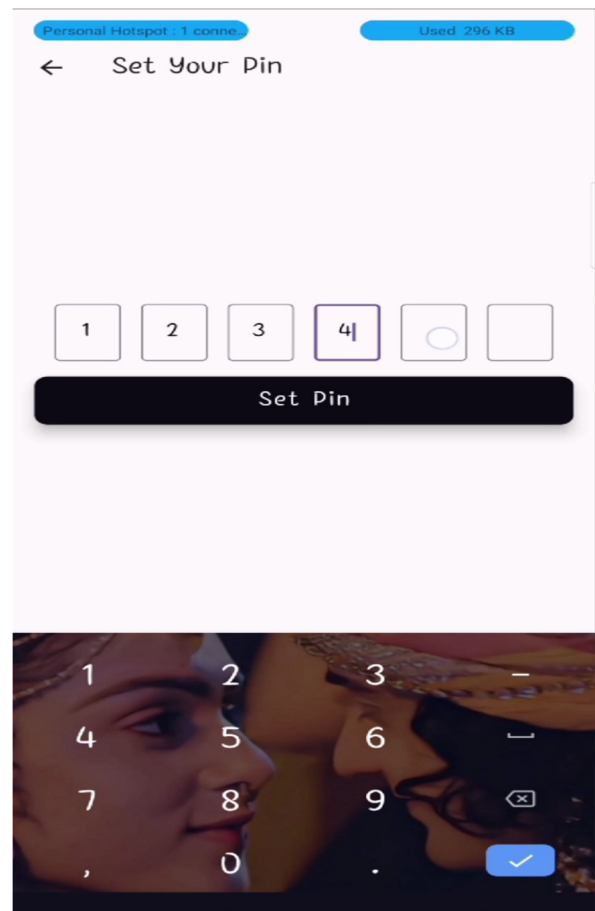 Personal Hotspot : 1 conne...
Used 296 KB
Set Your Pin
1 2 3 4
Set Pin
1 2 3 –
4 5 6
7 8 9
, 0 .